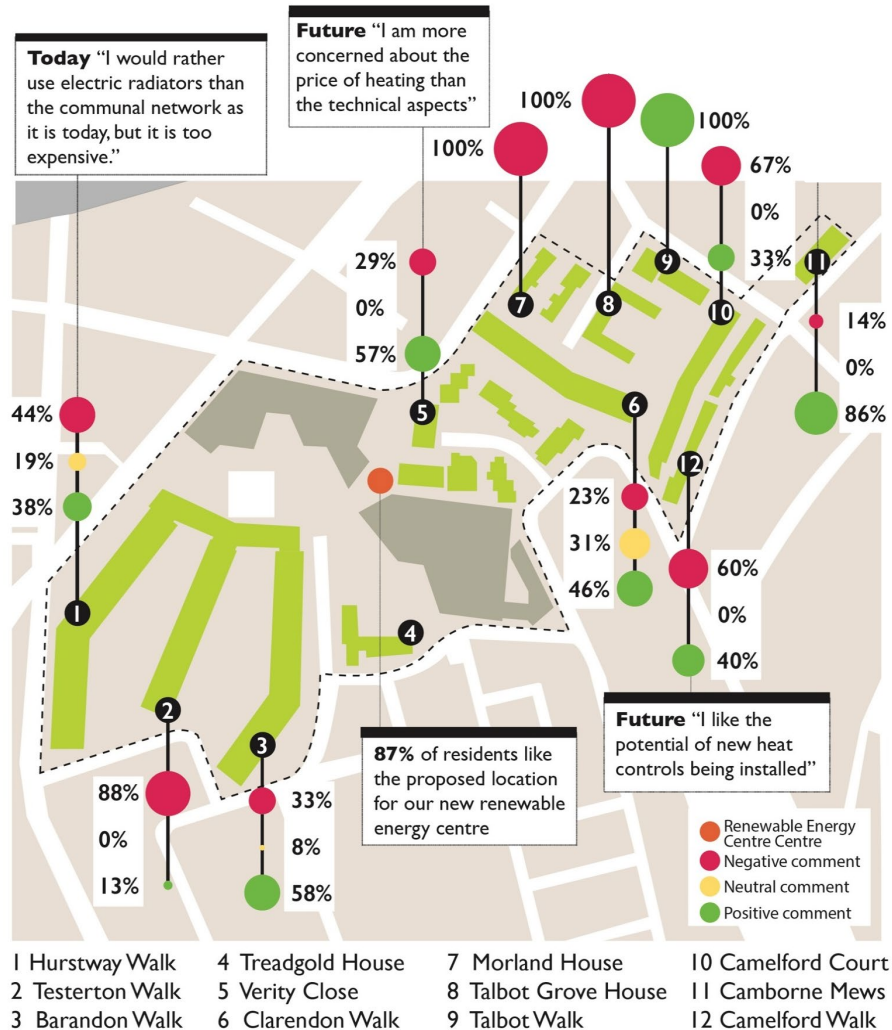 Today “I would rather
use electric radiators than
the communal network as
it is today, but it is too
expensive.”
Future “I am more
concerned about the
price of heating than
the technical aspects”
100%
100%
100%
67%
0%
33%
29%
0%
57%
14%
0%
86%
44%
19%
38%
23%
31%
46%
60%
0%
40%
88%
0%
13%
33%
8%
58%
1
2
3
4
5
6
7
8
9
10
11
12
87% of residents like
the proposed location
for our new renewable
energy centre
Future “I like the
potential of new heat
controls being installed”
Renewable Energy
Centre Centre
Negative comment
Neutral comment
Positive comment
1 Hurstway Walk
2 Testerton Walk
3 Barandon Walk
4 Treadgold House
5 Verity Close
6 Clarendon Walk
7 Morland House
8 Talbot Grove House
9 Talbot Walk
10 Camelford Court
11 Camborne Mews
12 Camelford Walk